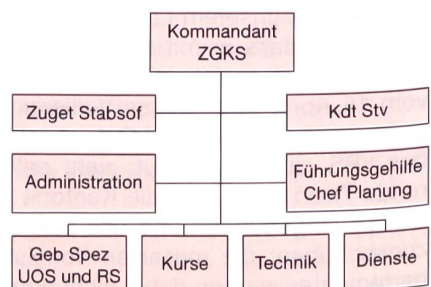 Kommandant
ZGKS
Zuget Stabsof
Kdt Stv
Administration
Führungsgehilfe
Chef Planung
Geb Spez
UOS und RS
Kurse
Technik
Dienste